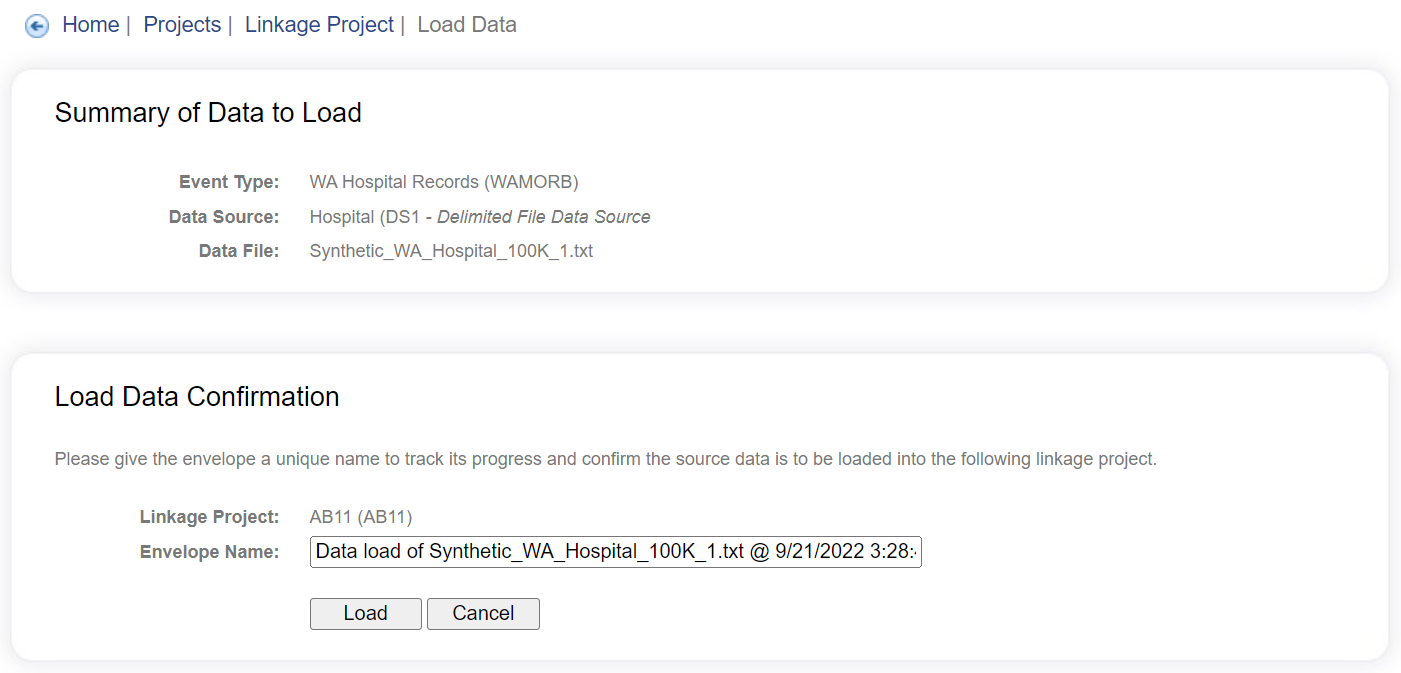 Home | Projects | Linkage Project | Load Data
Summary of Data to Load
Event Type: WA Hospital Records (WAMORB)
Data Source: Hospital (DS1 - Delimited File Data Source
Data File: Synthetic_WA_Hospital_100K_1.txt
Load Data Confirmation
Please give the envelope a unique name to track its progress and confirm the source data is to be loaded into the following linkage project.
Linkage Project: AB11 (AB11)
Envelope Name: Data load of Synthetic_WA_Hospital_100K_1.txt @ 9/21/2022 3:28:
Load Cancel